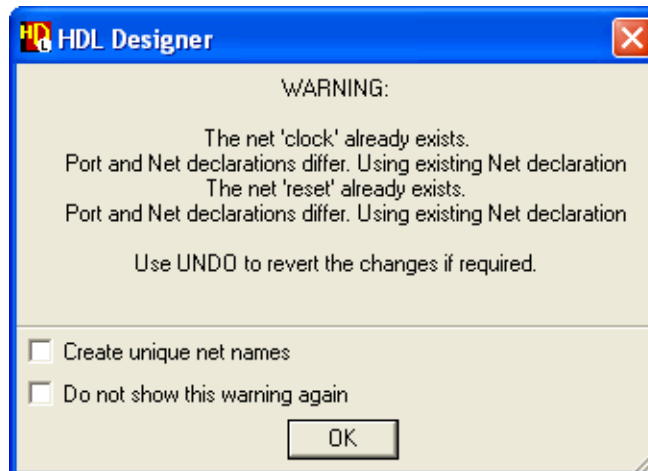 HDL Designer
WARNING:
The net 'clock' already exists.
Port and Net declarations differ. Using existing Net declaration
The net 'reset' already exists.
Port and Net declarations differ. Using existing Net declaration
Use UNDO to revert the changes if required.
Create unique net names
Do not show this warning again
OK